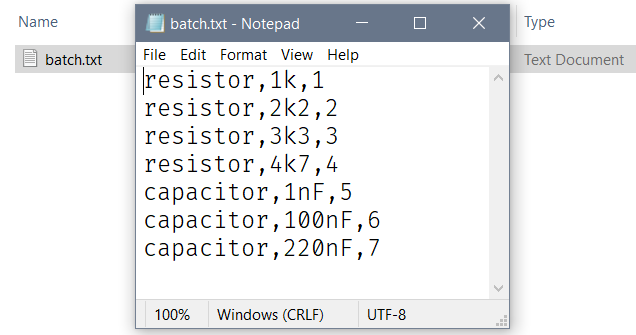 Name
Type
batch.txt
Text Document
batch.txt - Notepad
File Edit Format View Help
resistor,1k,1
resistor,2k2,2
resistor,3k3,3
resistor,4k7,4
capacitor,1nF,5
capacitor,100nF,6
capacitor,220nF,7
100% Windows (CRLF) UTF-8